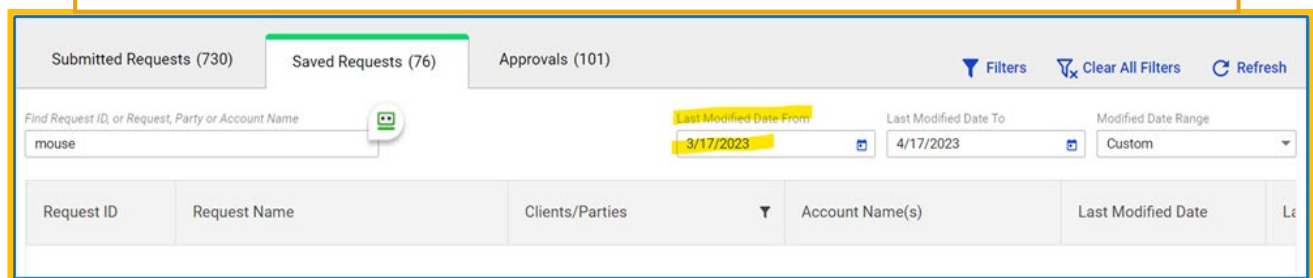 Submitted Requests (730) Saved Requests (76) Approvals (101) Filters Clear All Filters Refresh
Find Request ID, or Request, Party or Account Name Last Modified Date From Last Modified Date To Modified Date Range
mouse 3/17/2023 4/17/2023 Custom
Request ID Request Name Clients/Parties Account Name(s) Last Modified Date La